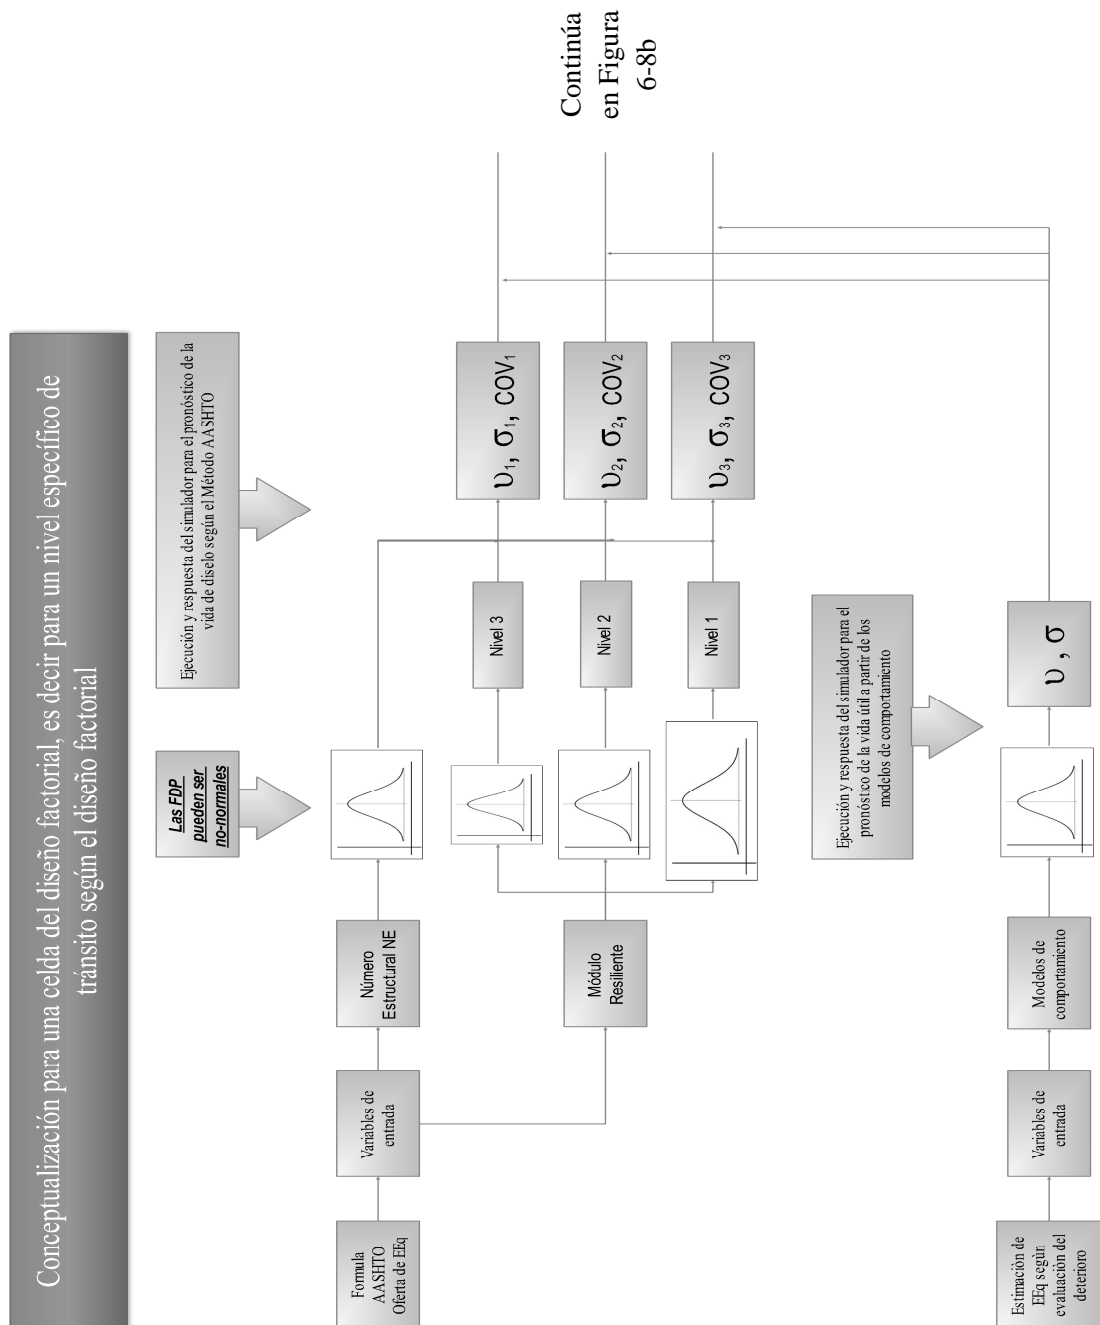 Conceptualización para una celda del diseño factorial, es decir para un nivel específico de
tránsito según el diseño factorial
Las FDP
pueden ser
no-normales
Ejecución y respuesta del simulador para el pronóstico de la
vida de diselo según el Método AASHTO
Formula
AASHTO
Oferta de EEq
Variables de
entrada
Número
Estructural NE
Módulo
Resiliente
Nivel 3
Nivel 2
Nivel 1
υ1, σ1, COV1
υ2, σ2, COV2
υ3, σ3, COV3
Continúa
en Figura
6-8b
Ejecución y respuesta del simulador para el
pronóstico de la vida útil a partir de los
modelos de comportamiento
Estimación de
EEq según
evaluación del
deterioro
Variables de
entrada
Modelos de
comportamiento
υ , σ